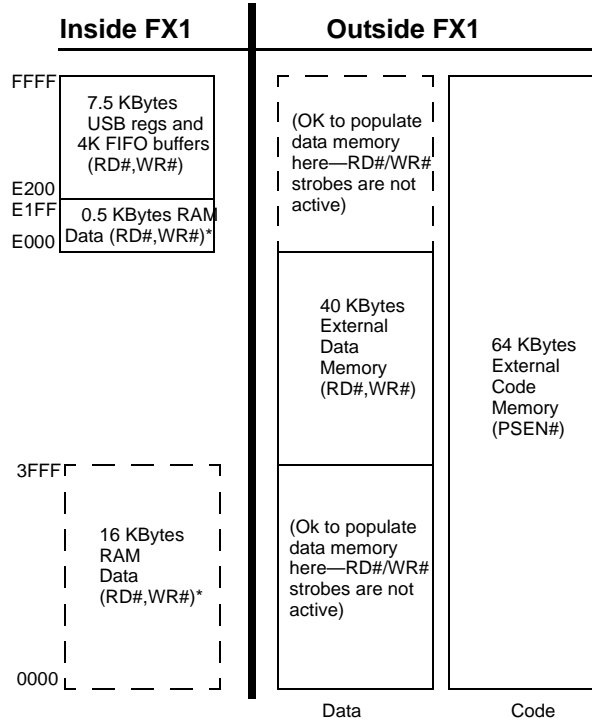 Inside FX1
Outside FX1
FFFF
7.5 KBytes
USB regs and
4K FIFO buffers
(RD#,WR#)
E200
E1FF
0.5 KBytes RAM
Data (RD#,WR#)*
E000
(OK to populate
data memory
here—RD#/WR#
strobes are not
active)
40 KBytes
External
Data
Memory
(RD#,WR#)
64 KBytes
External
Code
Memory
(PSEN#)
3FFF
16 KBytes
RAM
Data
(RD#,WR#)*
(Ok to populate
data memory
here—RD#/WR#
strobes are not
active)
0000
Data
Code